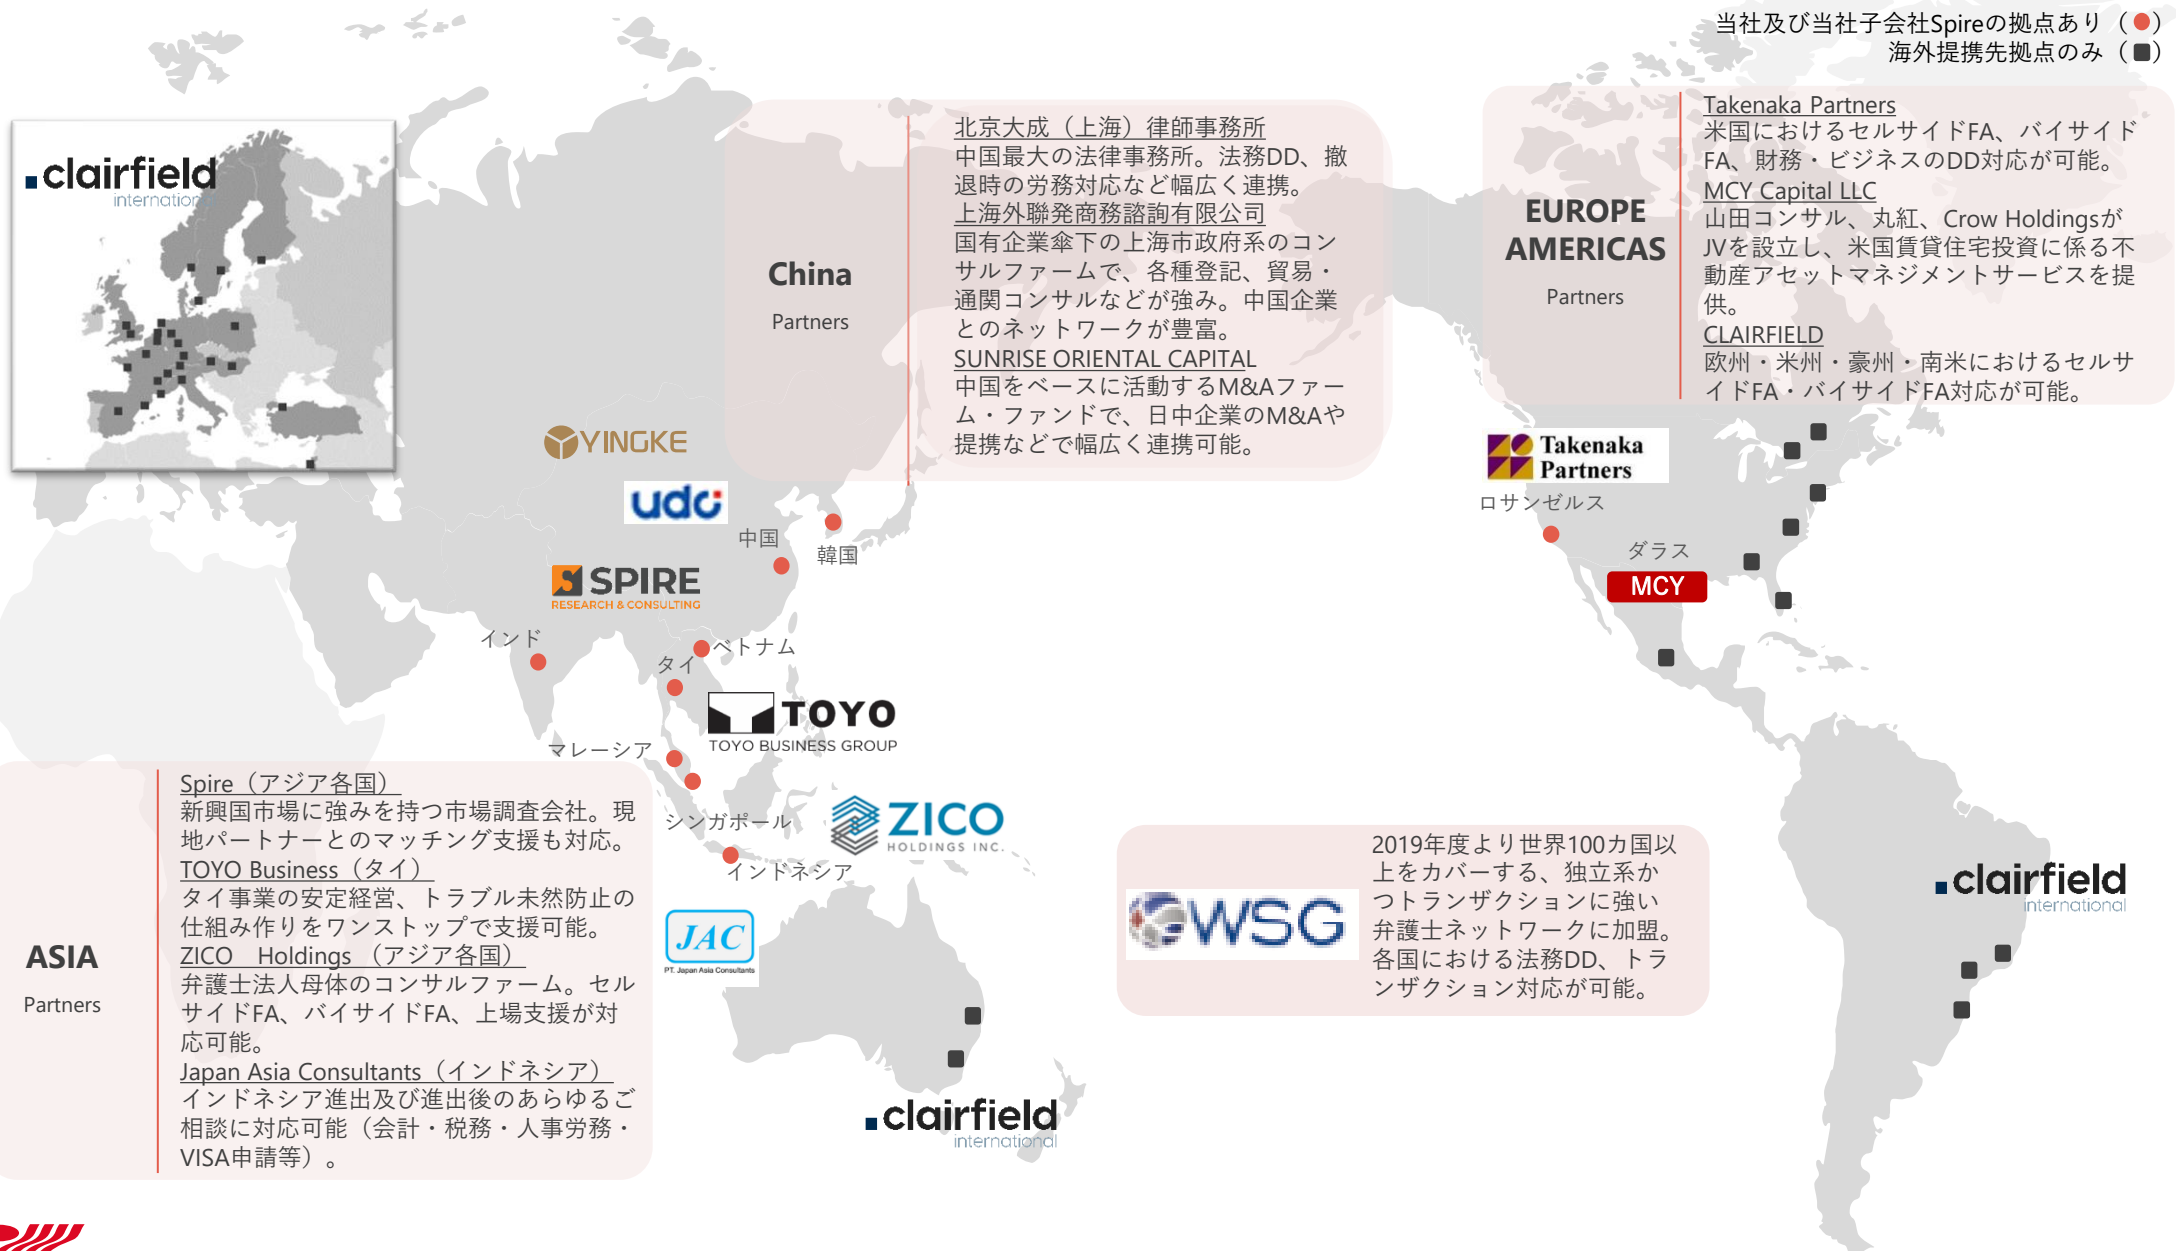 当社及び当社子会社Spireの拠点あり（●）
海外提携先拠点のみ（■）
.clairfield
international
China
Partners
北京大成（上海）律師事務所
中国最大の法律事務所。法務DD、撤
退時の労務対応など幅広く連携。
上海外聯発商務諮詢有限公司
国有企業傘下の上海市政府系のコン
サルファームで、各種登記、貿易・
通関コンサルなどが強み。中国企業
とのネットワークが豊富。
SUNRISE ORIENTAL CAPITAL
中国をベースに活動するM&Aファー
ム・ファンドで、日中企業のM&Aや
提携などで幅広く連携可能。
EUROPE
AMERICAS
Partners
Takenaka Partners
米国におけるセルサイドFA、バイサイド
FA、財務・ビジネスのDD対応が可能。
MCY Capital LLC
山田コンサル、丸紅、Crow Holdingsが
JVを設立し、米国賃貸住宅投資に係る不
動産アセットマネジメントサービスを提
供。
CLAIRFIELD
欧州・米州・豪州・南米におけるセルサ
イドFA・バイサイドFA対応が可能。
YINGKE
udc
中国
韓国
SPIRE
RESEARCH & CONSULTING
インド
ベトナム
タイ
TOYO
TOYO BUSINESS GROUP
マレーシア
シンガポール
ZICO
HOLDINGS INC.
インドネシア
JAC
PT. Japan Asia Consultants
Takenaka
Partners
ロサンゼルス
ダラス
MCY
ASIA
Partners
Spire（アジア各国）
新興国市場に強みを持つ市場調査会社。現
地パートナーとのマッチング支援も対応。
TOYO Business（タイ）
タイ事業の安定経営、トラブル未然防止の
仕組み作りをワンストップで支援可能。
ZICO　Holdings （アジア各国）
弁護士法人母体のコンサルファーム。セル
サイドFA、バイサイドFA、上場支援が対
応可能。
Japan Asia Consultants（インドネシア）
インドネシア進出及び進出後のあらゆるご
相談に対応可能（会計・税務・人事労務・
VISA申請等）。
WSG
2019年度より世界100カ国以
上をカバーする、独立系か
つトランザクションに強い
弁護士ネットワークに加盟。
各国における法務DD、トラ
ンザクション対応が可能。
.clairfield
international
.clairfield
international